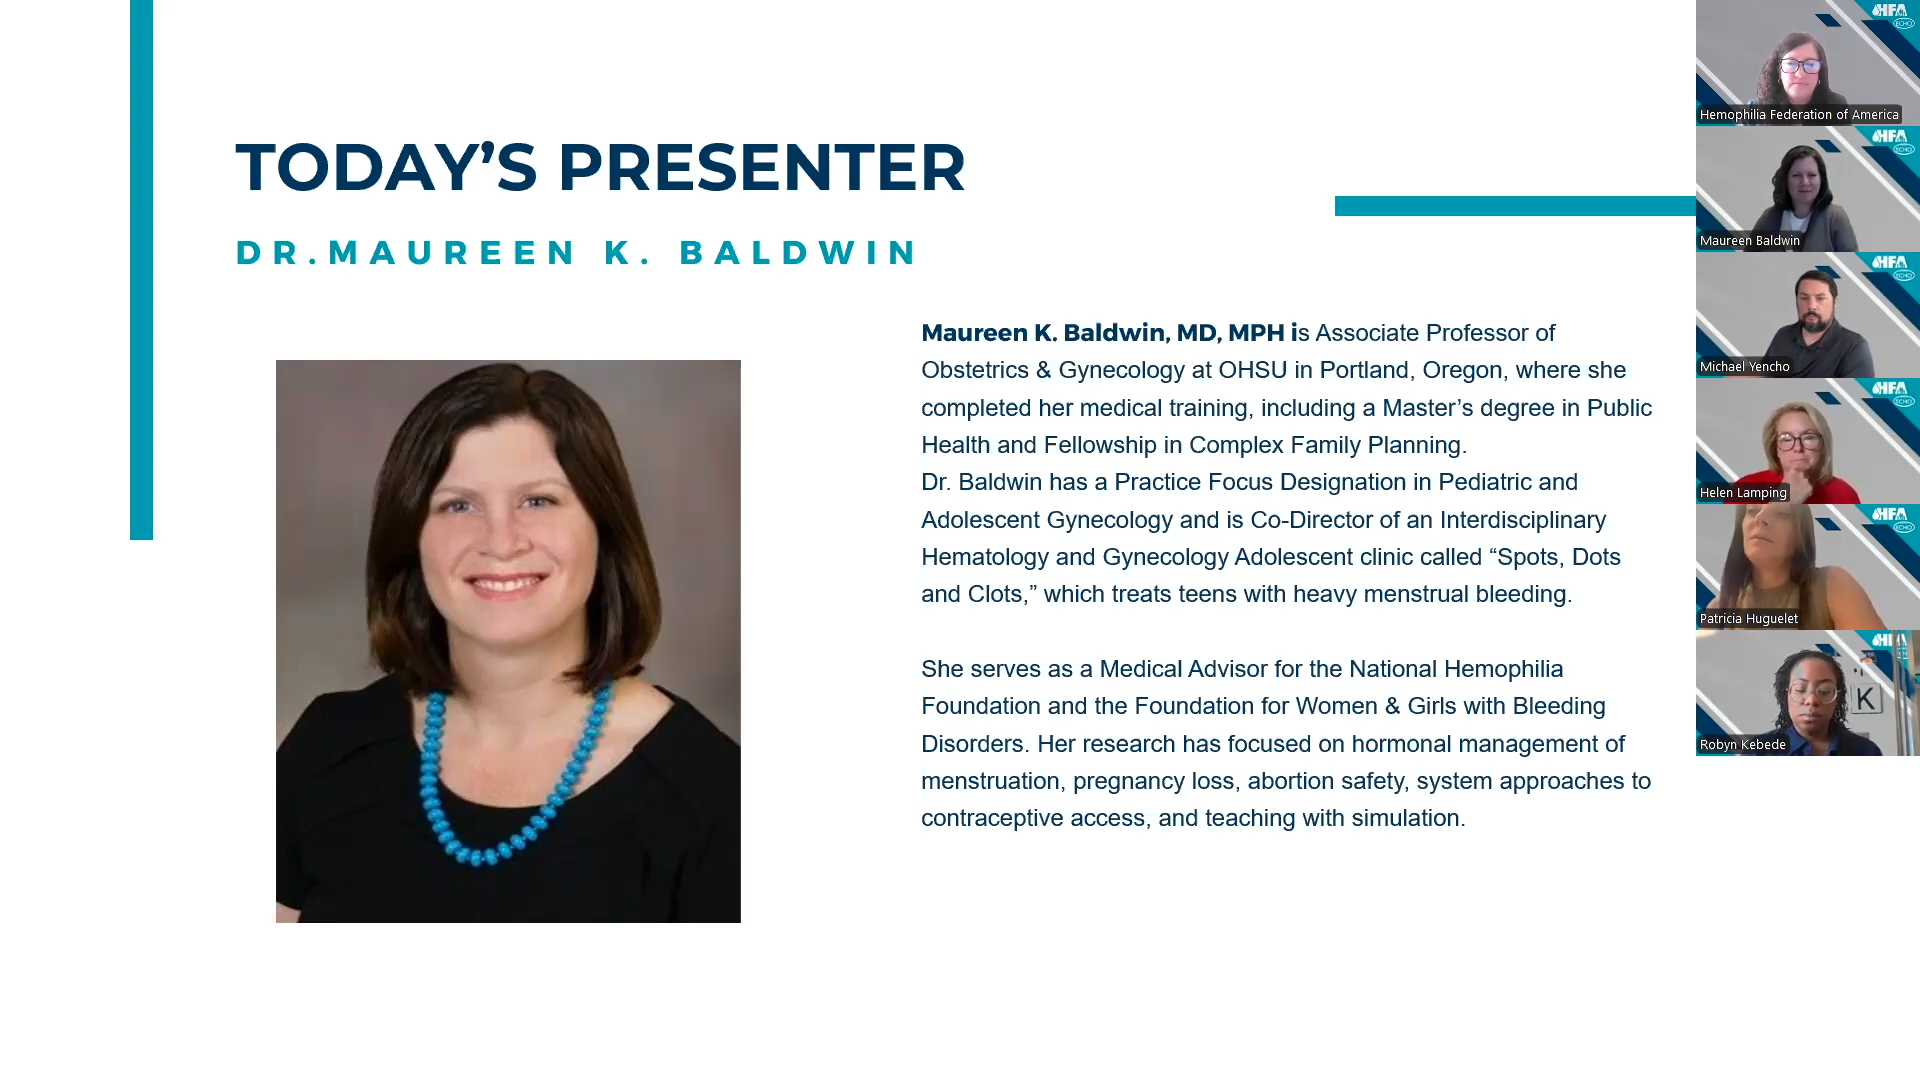 TODAY’S PRESENTER
DR.MAUREEN K. BALDWIN
Maureen K. Baldwin, MD, MPH is Associate Professor of
Obstetrics & Gynecology at OHSU in Portland, Oregon, where she
completed her medical training, including a Master’s degree in Public
Health and Fellowship in Complex Family Planning.
Dr. Baldwin has a Practice Focus Designation in Pediatric and
Adolescent Gynecology and is Co-Director of an Interdisciplinary
Hematology and Gynecology Adolescent clinic called “Spots, Dots
and Clots,” which treats teens with heavy menstrual bleeding.
She serves as a Medical Advisor for the National Hemophilia
Foundation and the Foundation for Women & Girls with Bleeding
Disorders. Her research has focused on hormonal management of
menstruation, pregnancy loss, abortion safety, system approaches to
contraceptive access, and teaching with simulation.
HFA
ECHO
Hemophilia Federation of America
HFA
ECHO
Maureen Baldwin
HFA
ECHO
Michael Yencho
HFA
ECHO
Helen Lamping
HFA
ECHO
Patricia Huguelet
K
Robyn Kebede